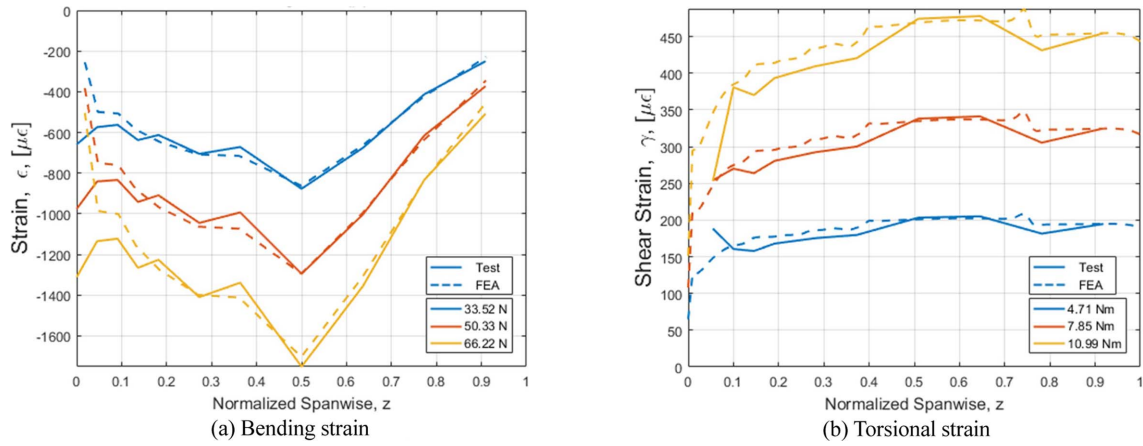 0
-200
-400
-600
-800
-1000
-1200
-1400
-1600
0 0.1 0.2 0.3 0.4 0.5 0.6 0.7 0.8 0.9 1
Strain, ϵ, [µϵ]
Normalized Spanwise, z
Test
FEA
33.52 N
50.33 N
66.22 N
(a) Bending strain
450
400
350
300
250
200
150
100
50
0
0 0.1 0.2 0.3 0.4 0.5 0.6 0.7 0.8 0.9 1
Shear Strain, γ, [µϵ]
Normalized Spanwise, z
Test
FEA
4.71 Nm
7.85 Nm
10.99 Nm
(b) Torsional strain